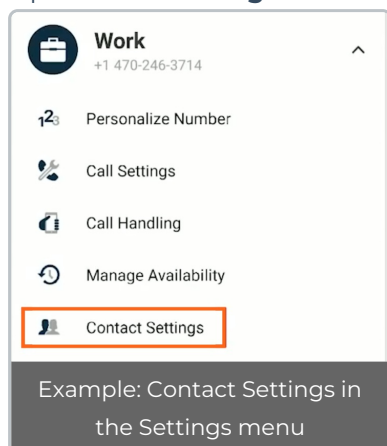 Work
+1 470-246-3714
123 Personalize Number
Call Settings
Call Handling
Manage Availability
Contact Settings
Example: Contact Settings in
the Settings menu